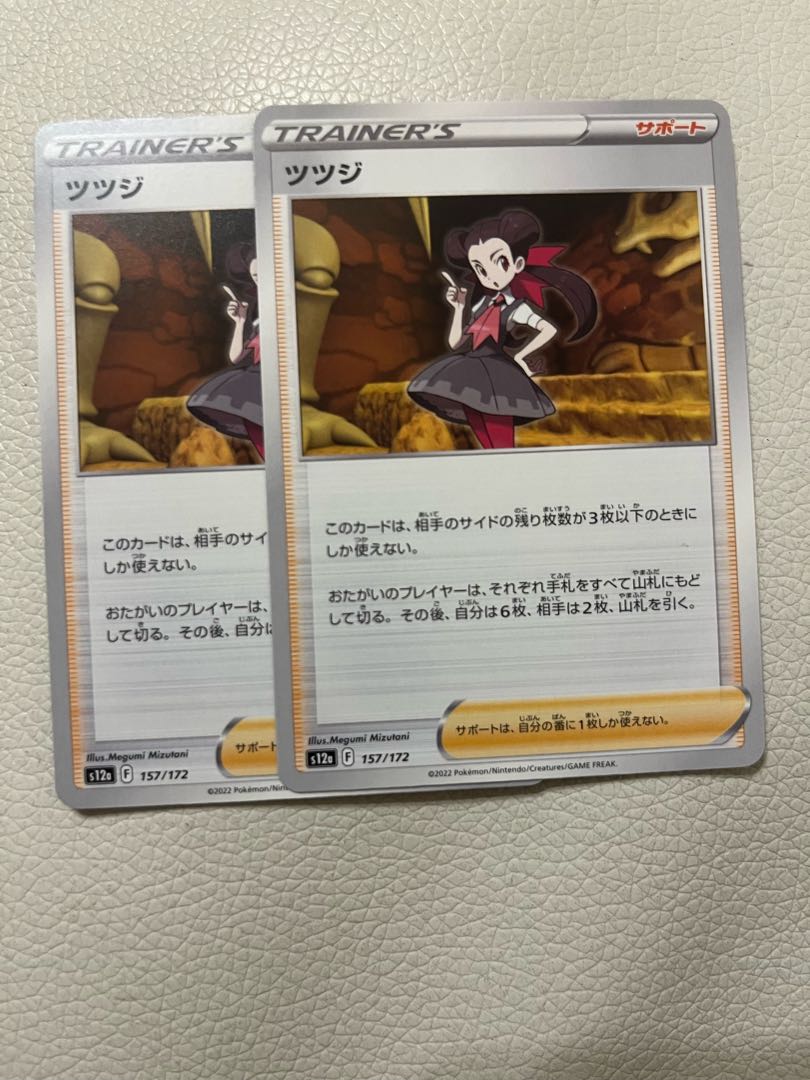 TRAINER'S
ツツジ
このカードは、相手のサイ
しか使えない。
おたがいのプレイヤーは、
して切る。その後、自分に
サポート
Illus.Megumi Mizutani
s12a F 157/172
©2022 Pokémon/Nin
TRAINER'S サポート
ツツジ
このカードは、相手のサイドの残り枚数が3枚以下のときに
しか使えない。
おたがいのプレイヤーは、それぞれ手札をすべて山札にもど
して切る。その後、自分は6枚、相手は2枚、山札を引く。
サポートは、自分の番に1枚しか使えない。
Illus.Megumi Mizutani
s12a F 157/172
©2022 Pokémon/Nintendo/Creatures/GAME FREAK.